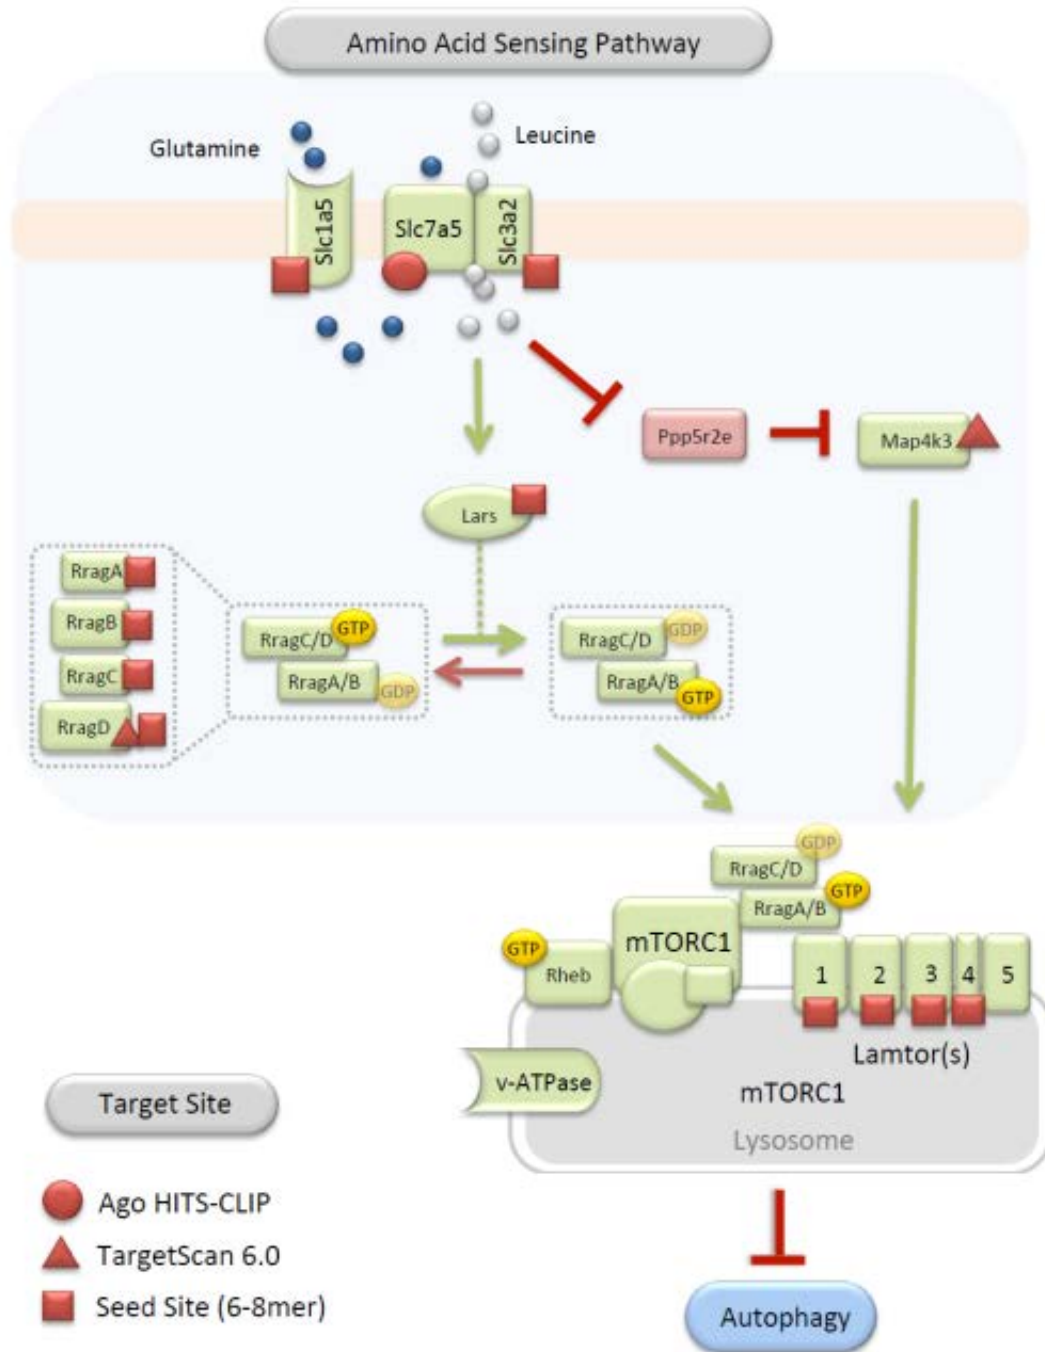 Amino Acid Sensing Pathway
Glutamine
Leucine
Slc1a5
Slc7a5
Slc3a2
Ppp5r2e
Map4k3
Lars
RragA
RragB
RragC
RragD
RragC/D
GTP
RragA/B
GDP
RragC/D
GDP
RragA/B
GTP
RragC/D
GDP
RragA/B
GTP
GTP
Rheb
mTORC1
1
2
3
4
5
Lamtor(s)
v-ATPase
mTORC1
Lysosome
Target Site
Ago HITS-CLIP
TargetScan 6.0
Seed Site (6-8mer)
Autophagy